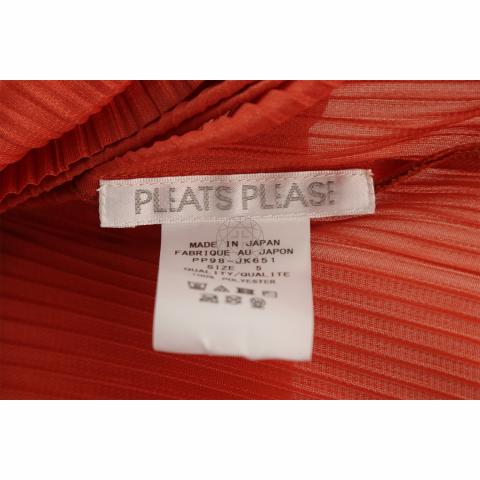 PLEATS PLEASE
MADE IN JAPAN
FABRIQUE AU JAPON
PP98-JK651
SIZE 5
QUALITY/QUALITE
100% POLYESTER